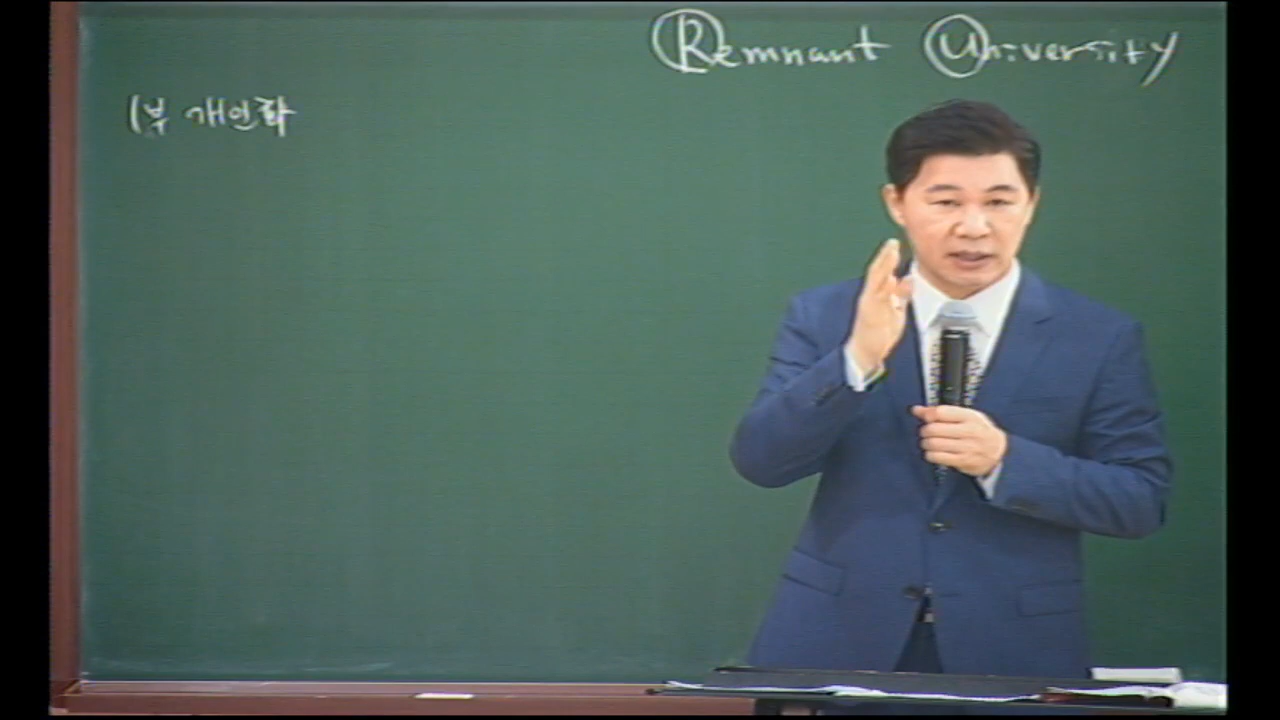 Remnant University
1부 개인화